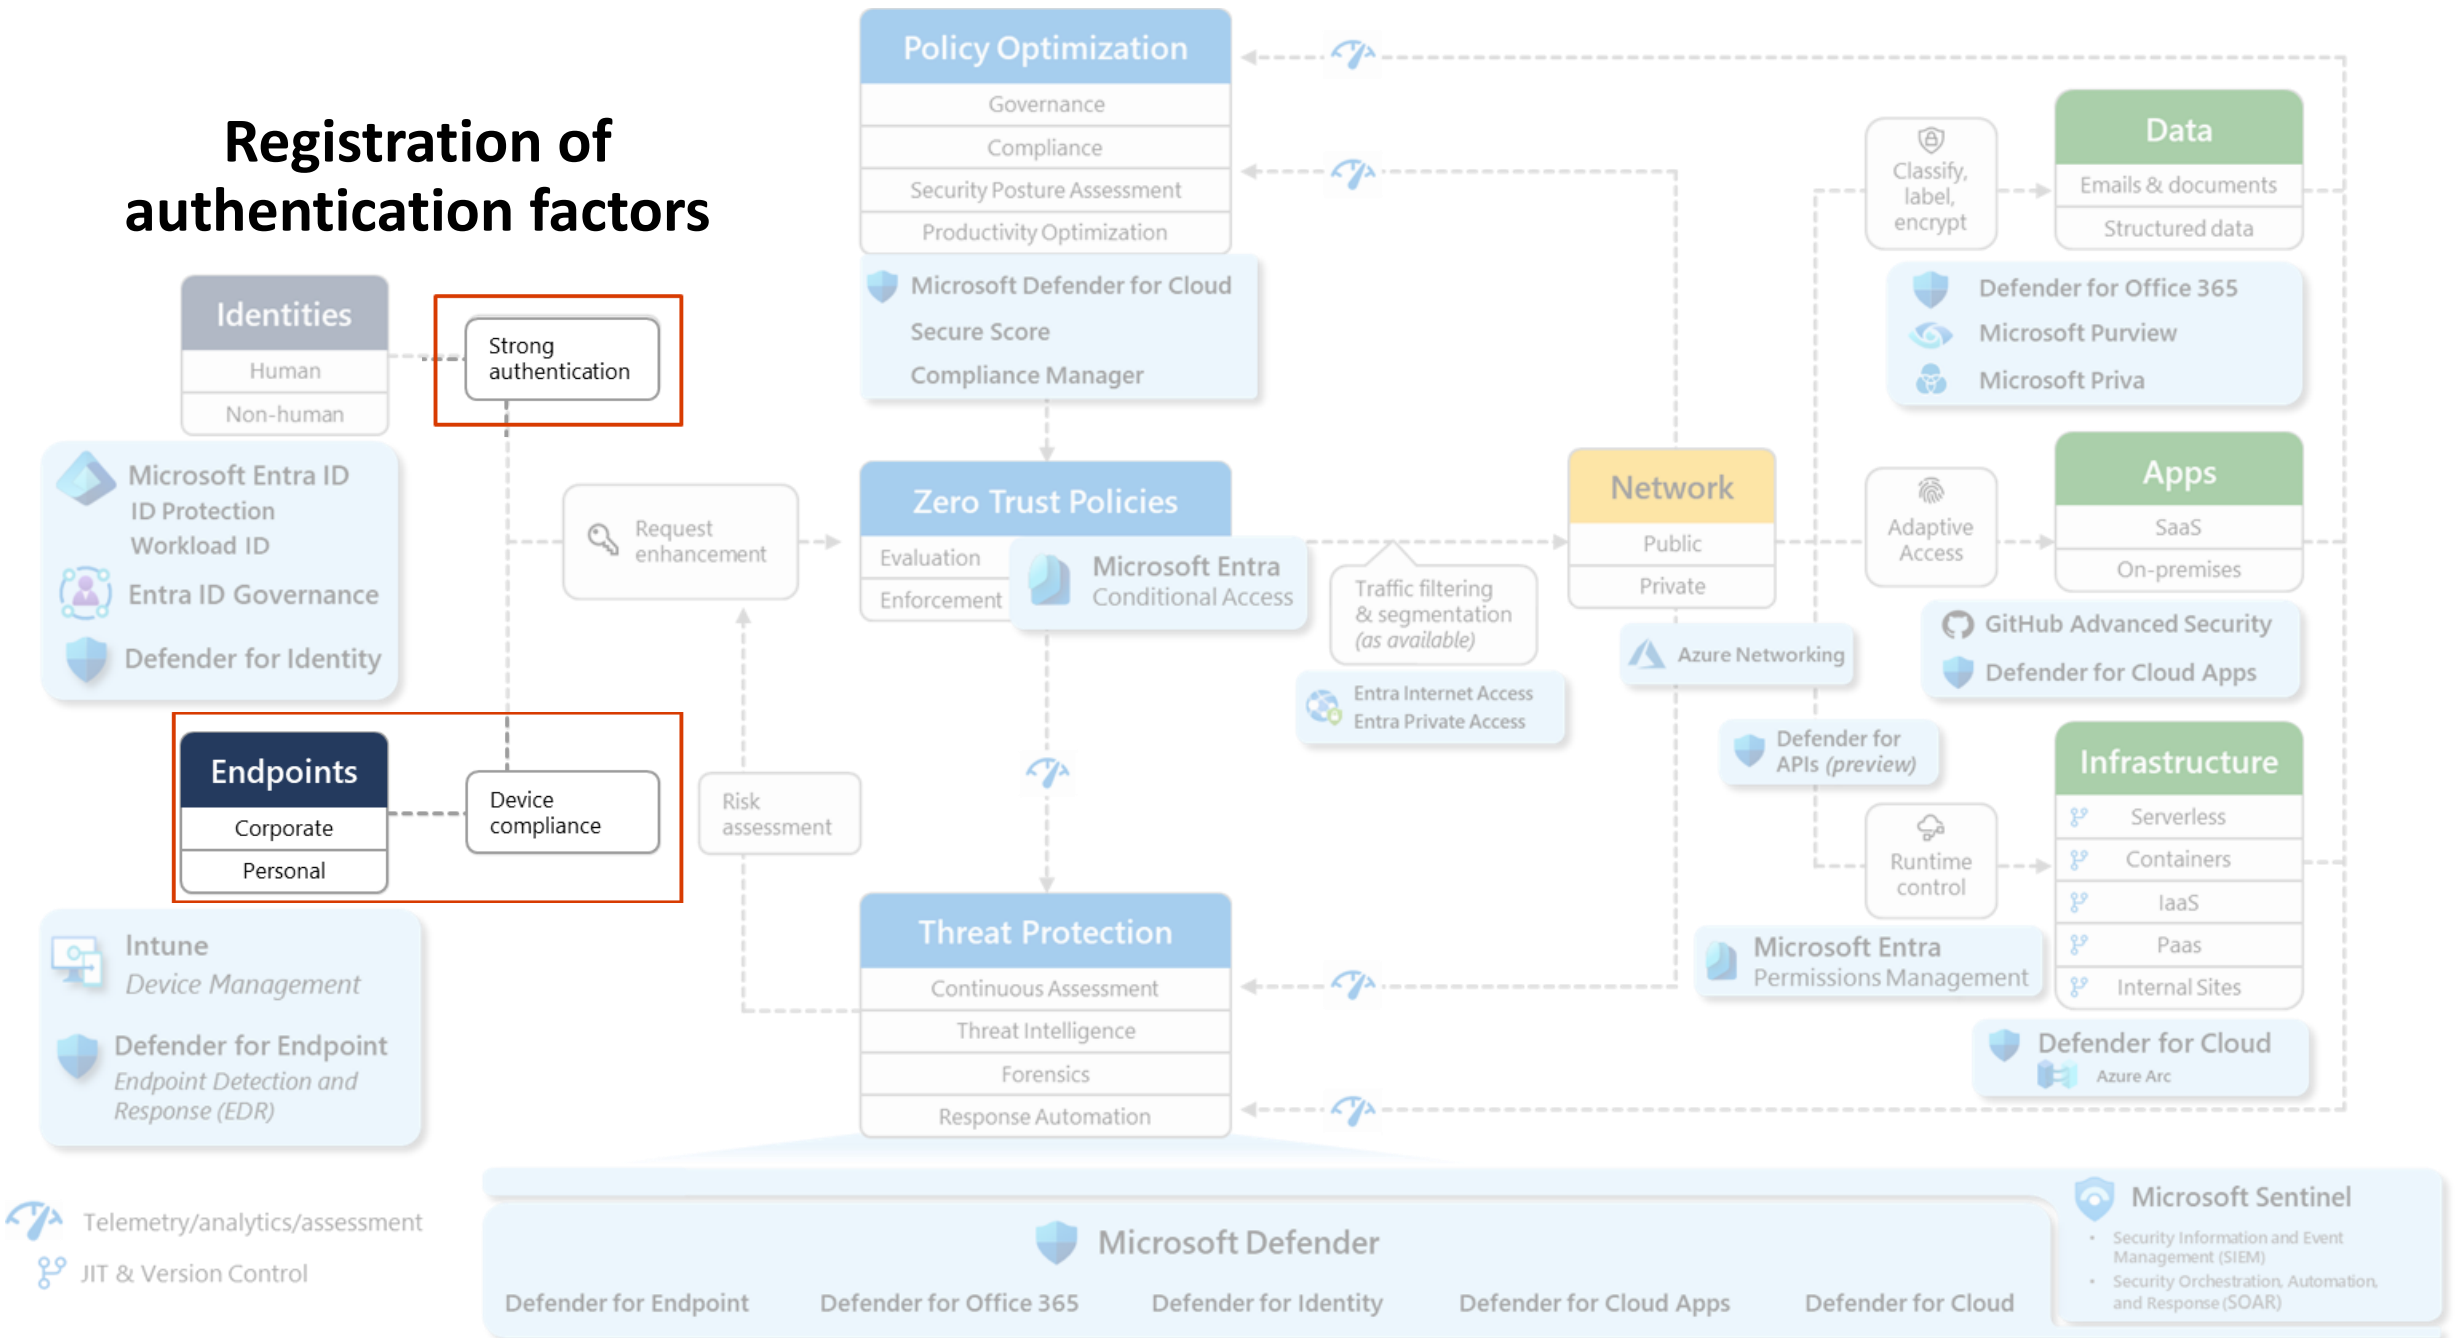 Registration of
authentication factors
Identities
Human
Non-human
Strong
authentication
Microsoft Entra ID
ID Protection
Workload ID
Entra ID Governance
Defender for Identity
Endpoints
Corporate
Personal
Device
compliance
Intune
Device Management
Defender for Endpoint
Endpoint Detection and
Response (EDR)
Telemetry/analytics/assessment
JIT & Version Control
Request
enhancement
Risk
assessment
Policy Optimization
Governance
Compliance
Security Posture Assessment
Productivity Optimization
Microsoft Defender for Cloud
Secure Score
Compliance Manager
Zero Trust Policies
Evaluation
Enforcement
Microsoft Entra
Conditional Access
Threat Protection
Continuous Assessment
Threat Intelligence
Forensics
Response Automation
Traffic filtering
& segmentation
(as available)
Entra Internet Access
Entra Private Access
Network
Public
Private
Azure Networking
Classify,
label,
encrypt
Data
Emails & documents
Structured data
Defender for Office 365
Microsoft Purview
Microsoft Priva
Adaptive
Access
Apps
SaaS
On-premises
GitHub Advanced Security
Defender for Cloud Apps
Defender for
APIs (preview)
Runtime
control
Microsoft Entra
Permissions Management
Infrastructure
Serverless
Containers
IaaS
Paas
Internal Sites
Defender for Cloud
Azure Arc
Microsoft Defender
Defender for Endpoint
Defender for Office 365
Defender for Identity
Defender for Cloud Apps
Defender for Cloud
Microsoft Sentinel
• Security Information and Event
Management (SIEM)
• Security Orchestration, Automation,
and Response (SOAR)